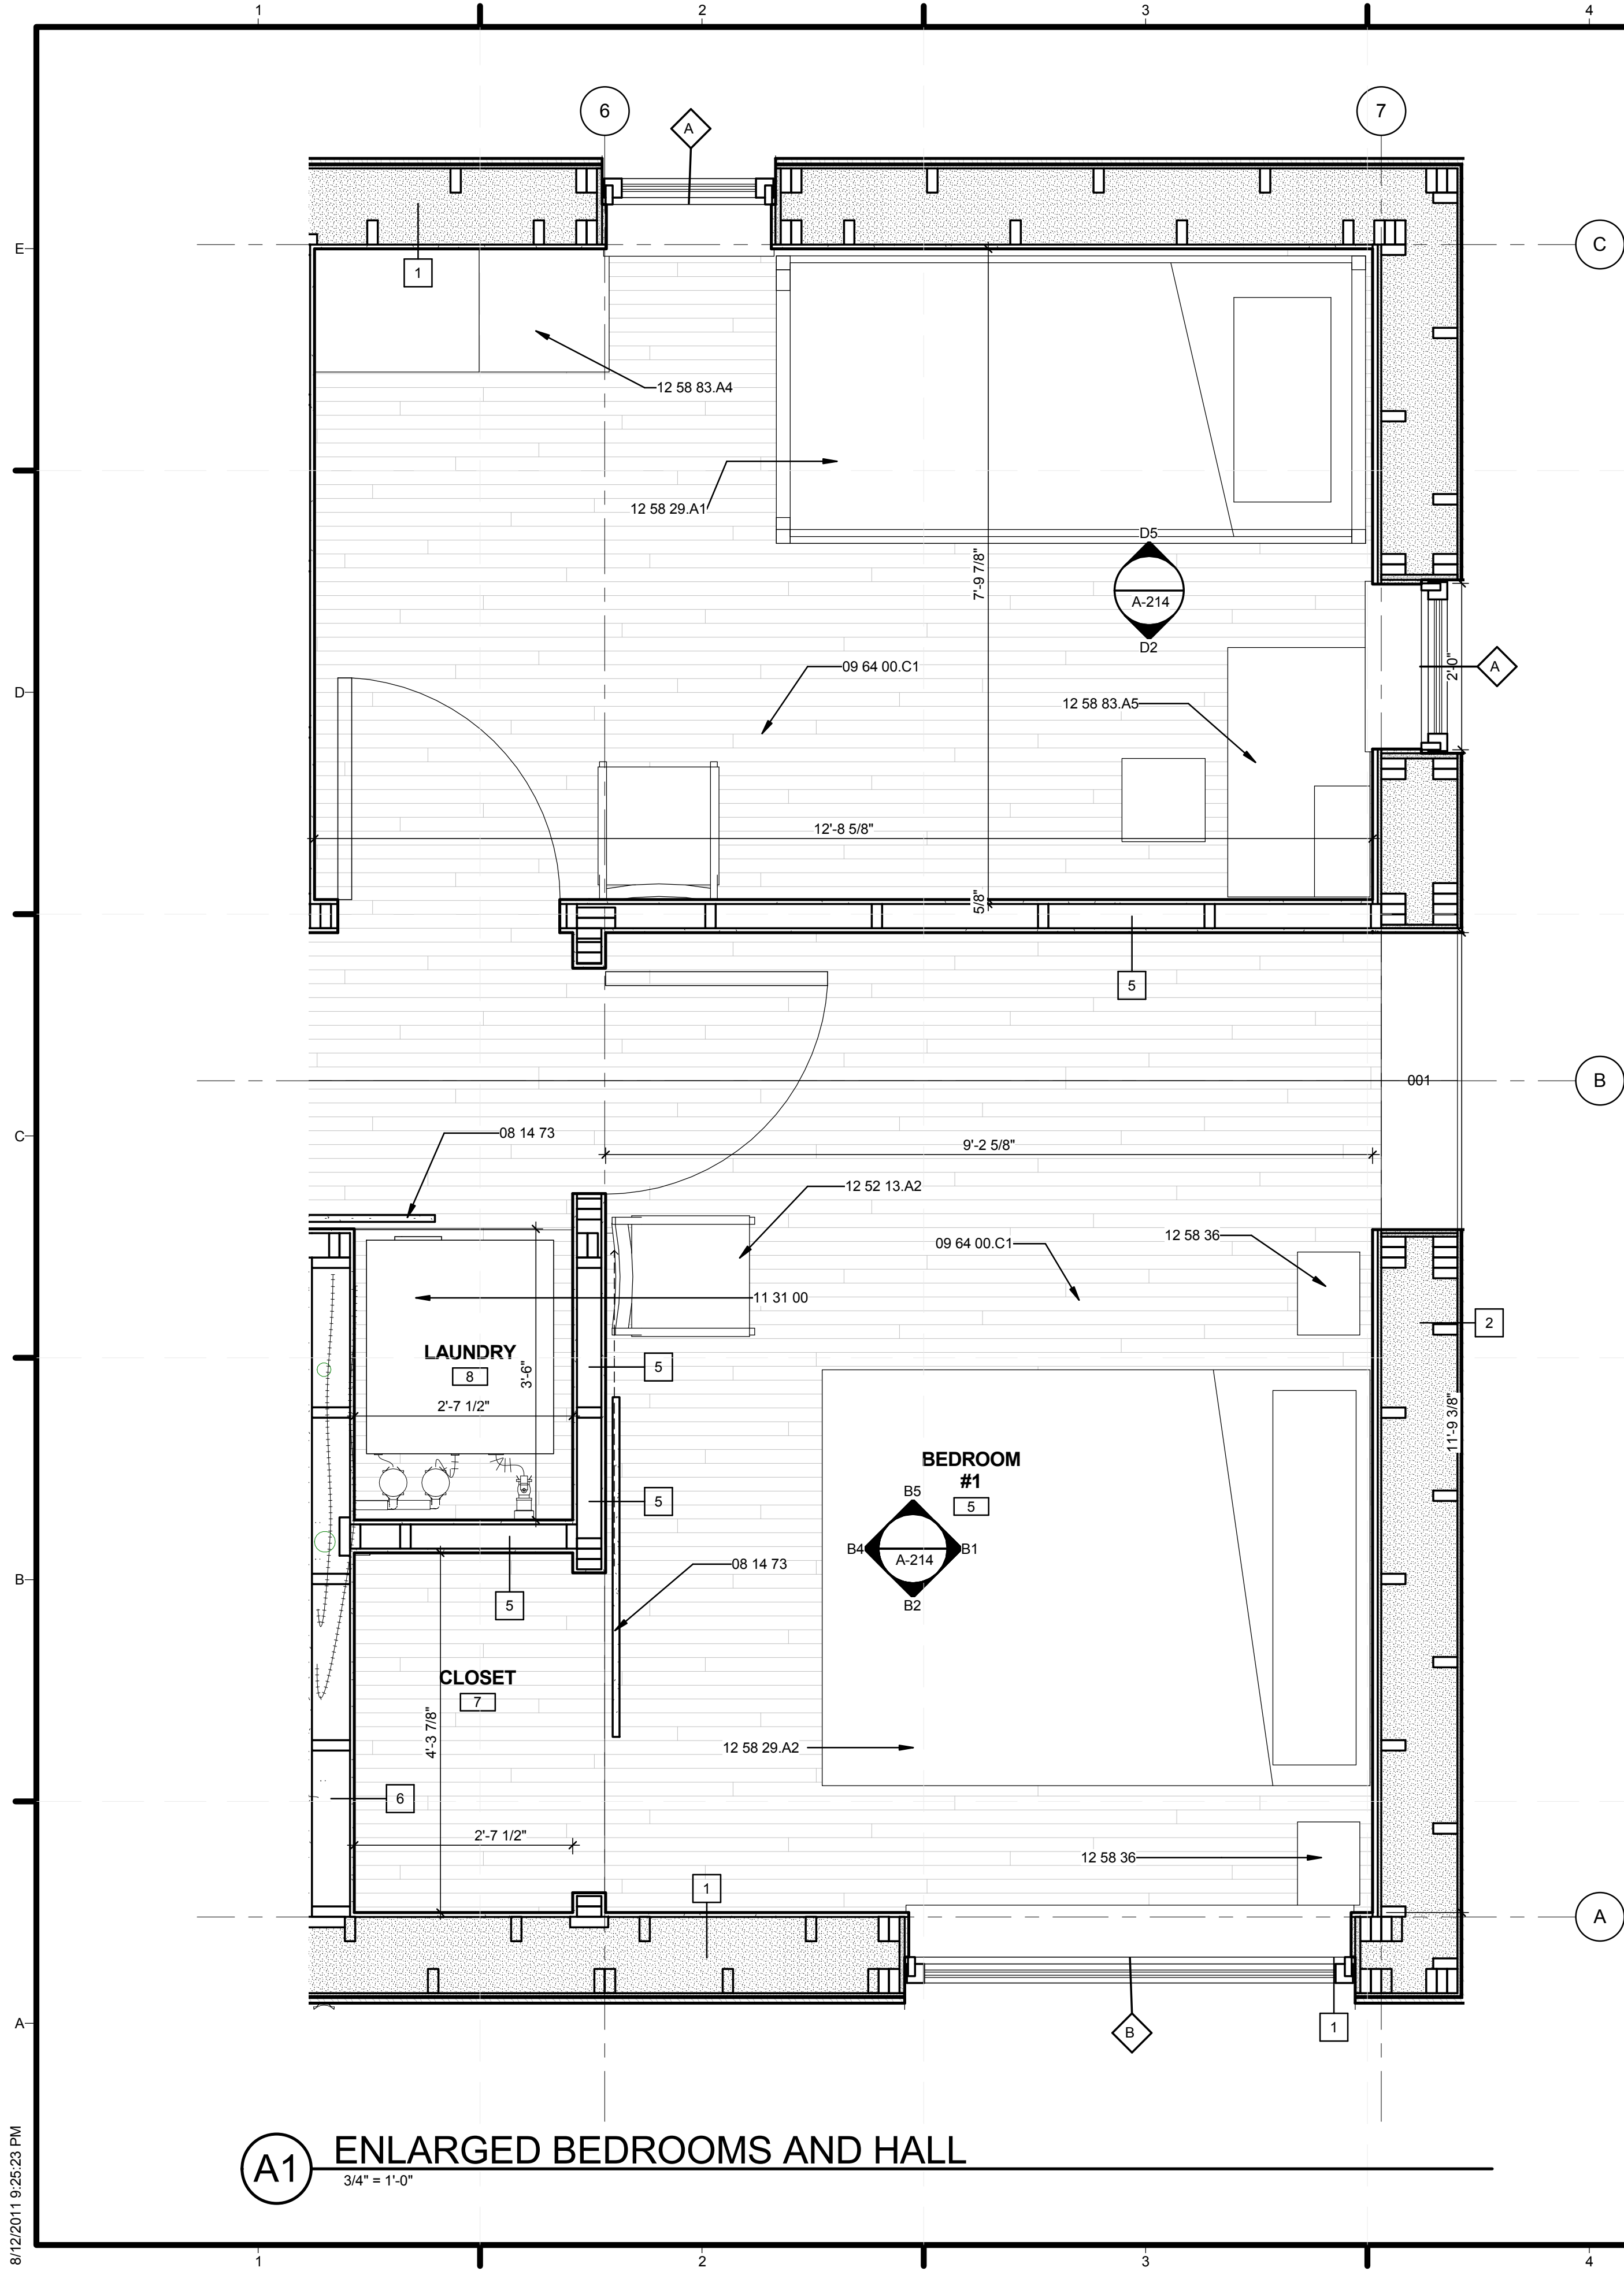 1
2
3
4
6
7
A
E
C
1
12 58 83.A4
12 58 29.A1
D5
A-214
D2
7'-9 7/8"
09 64 00.C1
2'-0"
A
D
12 58 83.A5
12'-8 5/8"
5/8"
5
001
B
C
08 14 73
9'-2 5/8"
12 52 13.A2
09 64 00.C1
12 58 36
11 31 00
2
LAUNDRY
8
3'-6"
5
2'-7 1/2"
11'-9 3/8"
BEDROOM
#1
5
B5
5
B4
A-214
B1
B2
08 14 73
B
5
CLOSET
7
4'-3 7/8"
12 58 29.A2
6
2'-7 1/2"
12 58 36
1
A
A
B
1
A1
ENLARGED BEDROOMS AND HALL
3/4" = 1'-0"
8/12/2011 9:25:23 PM
1
2
3
4